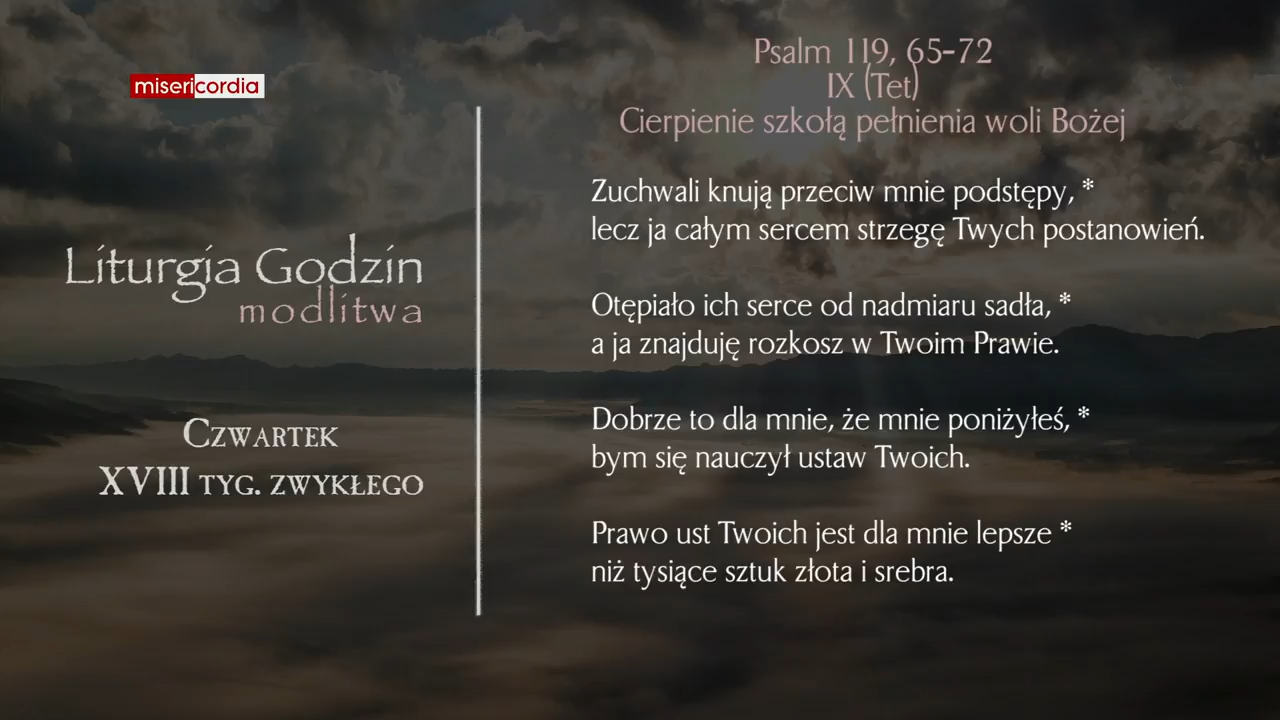 misericordia
Liturgia Godzin
modlitwa
Czwartek
XVIII tyg. zwykłego
Psalm 119, 65-72
IX (Tet)
Cierpienie szkołą pełnienia woli Bożej
Zuchwali knują przeciw mnie podstępy, *
lecz ja całym sercem strzegę Twych postanowień.
Otępiało ich serce od nadmiaru sadła, *
a ja znajduję rozkosz w Twoim Prawie.
Dobrze to dla mnie, że mnie poniżyłeś, *
bym się nauczył ustaw Twoich.
Prawo ust Twoich jest dla mnie lepsze *
niż tysiące sztuk złota i srebra.